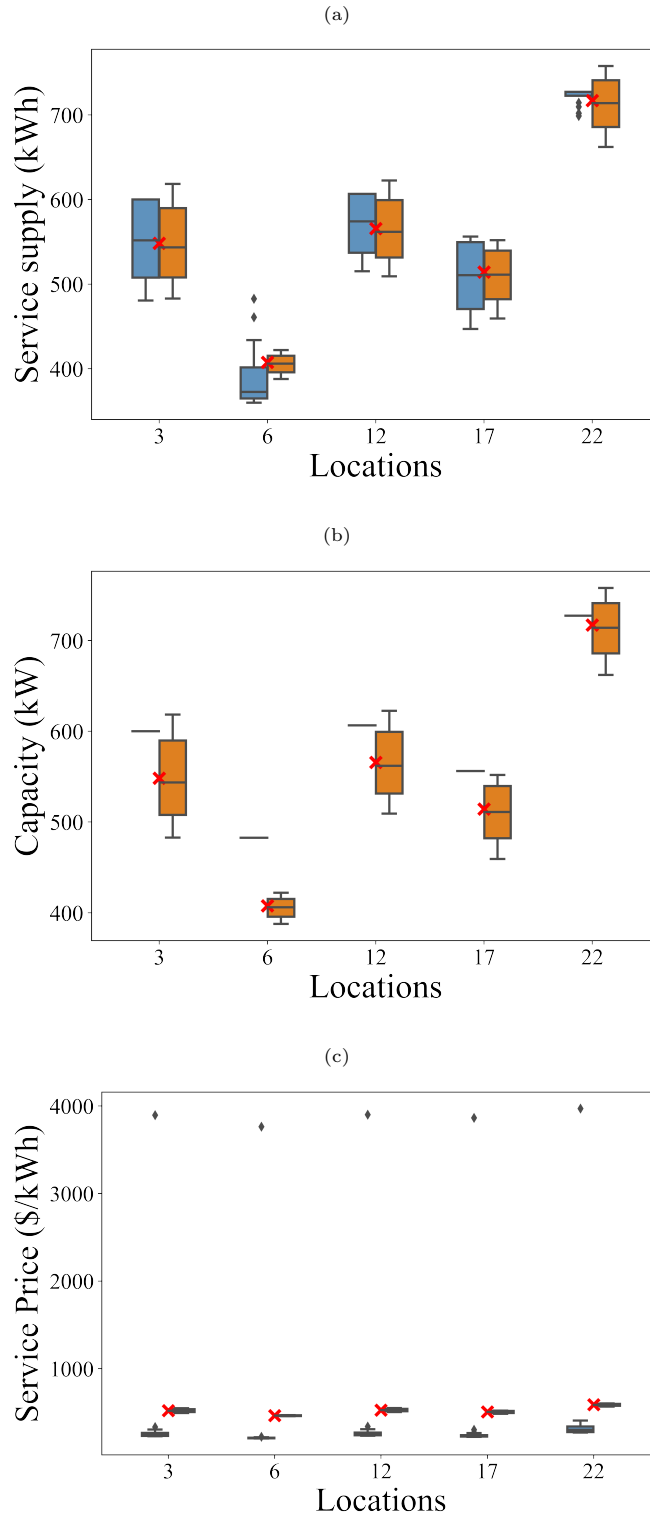 (a)
Service supply (kWh)
700
600
500
400
3 6 12 17 22
Locations
(b)
Capacity (kW)
700
600
500
400
3 6 12 17 22
Locations
(c)
Service Price ($/kWh)
4000
3000
2000
1000
3 6 12 17 22
Locations